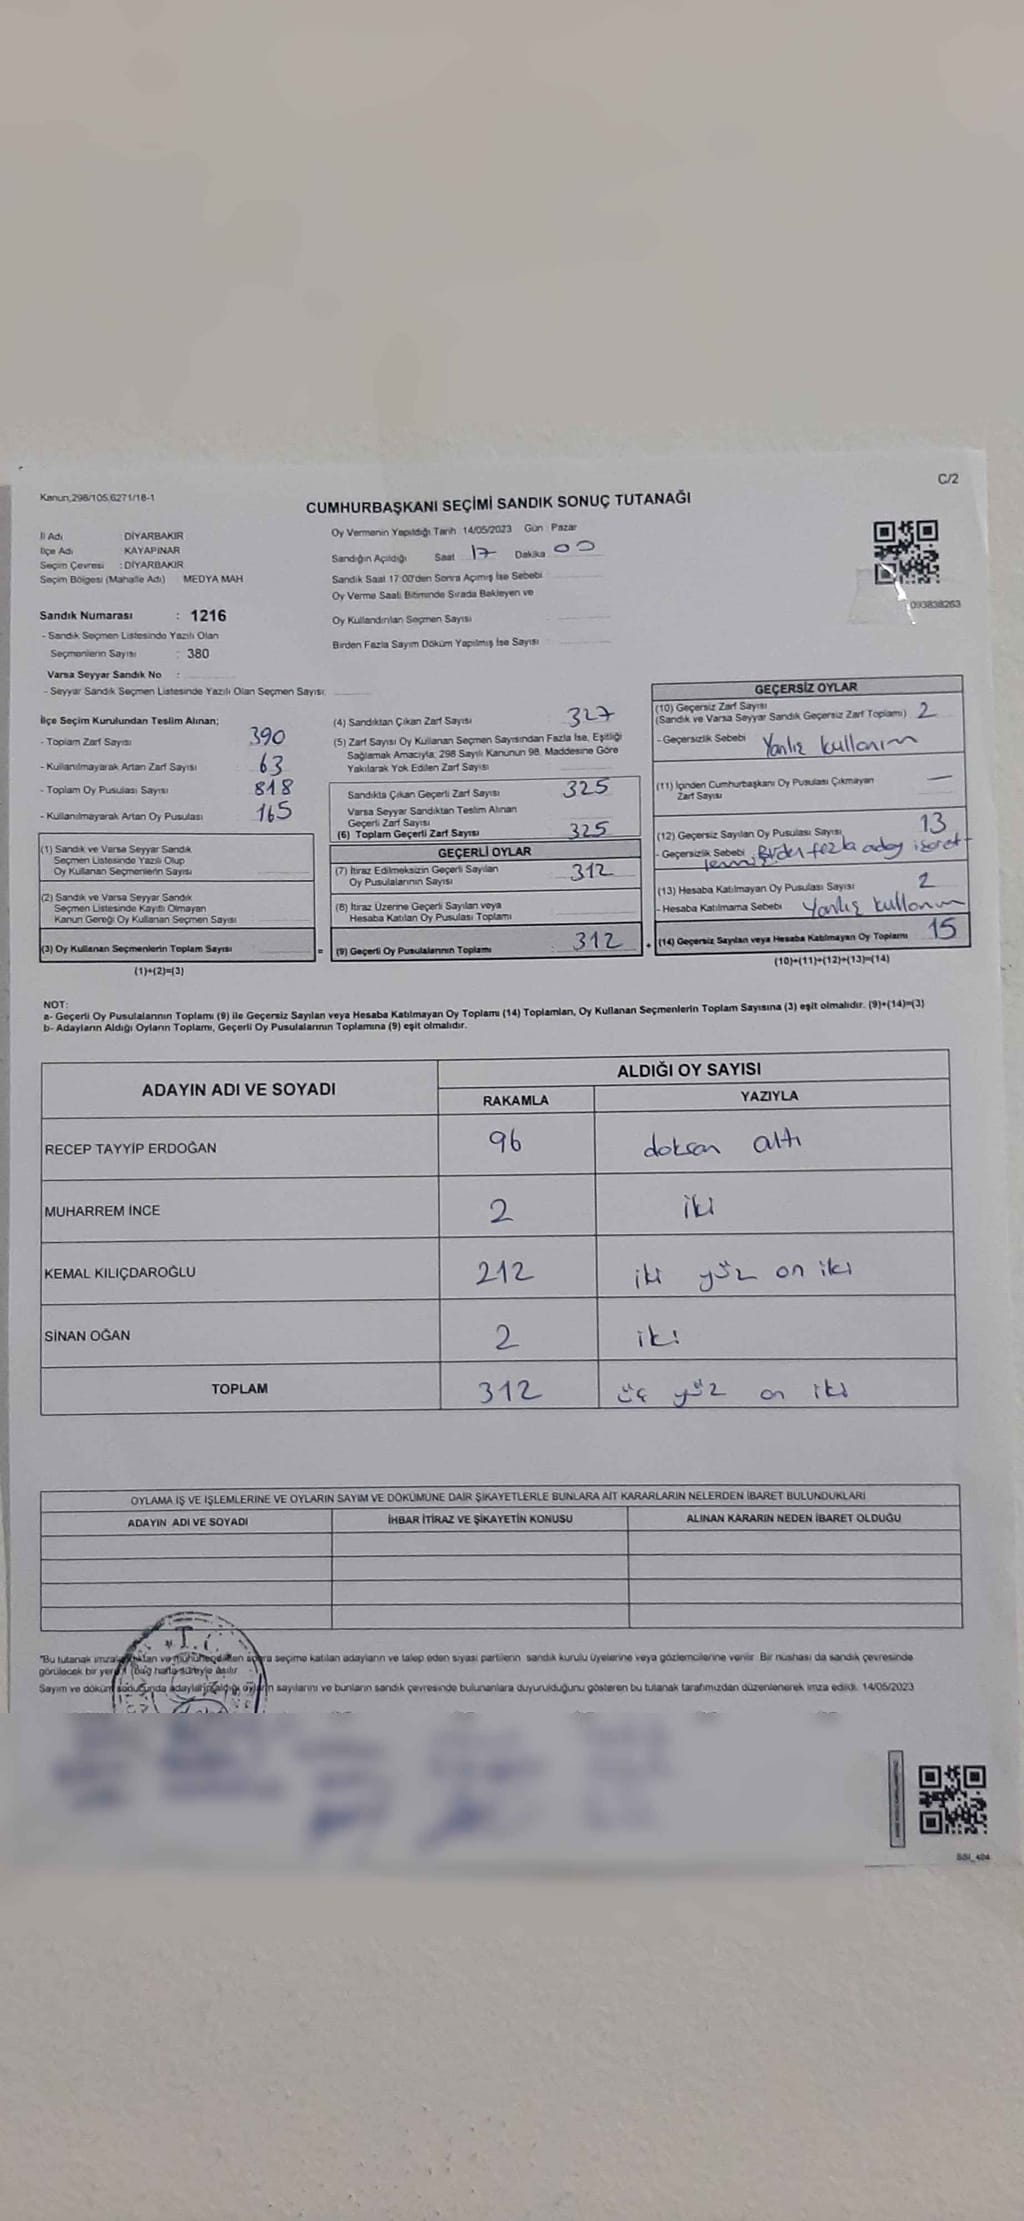 C/2
Kanun;298/105,6271/18-1
CUMHURBAŞKANI SEÇİMİ SANDIK SONUÇ TUTANAĞI
İl Adı DİYARBAKIR
İlçe Adı KAYAPINAR
Seçim Çevresi : DİYARBAKIR
Seçim Bölgesi (Mahalle Adı) MEDYA MAH
Sandık Numarası : 1216
- Sandık Seçmen Listesinde Yazılı Olan
Seçmenlerin Sayısı : 380
Varsa Seyyar Sandık No :
- Seyyar Sandık Seçmen Listesinde Yazılı Olan Seçmen Sayısı:
Oy Vermenin Yapıldığı Tarih 14/05/2023 Gün Pazar
Sandığın Açıldığı Saat 17 Dakika 00
Sandık Saat 17:00'den Sonra Açımış İse Sebebi
Oy Verme Saati Bitiminde Sırada Bekleyen ve
Oy Kullandırılan Seçmen Sayısı
Birden Fazla Sayım Döküm Yapılmış İse Sayısı
093838263
İlçe Seçim Kurulundan Teslim Alınan;
- Toplam Zarf Sayısı 390
- Kullanılmayarak Artan Zarf Sayısı 63
- Toplam Oy Pusulası Sayısı 818
- Kullanılmayarak Artan Oy Pusulası 165
(1) Sandık ve Varsa Seyyar Sandık
Seçmen Listesinde Yazılı Olup
Oy Kullanan Seçmenlerin Sayısı
(2) Sandık ve Varsa Seyyar Sandık
Seçmen Listesinde Kayıtlı Olmayan
Kanun Gereği Oy Kullanan Seçmen Sayısı
(3) Oy Kullanan Seçmenlerin Toplam Sayısı =
(1)+(2)=(3)
(4) Sandıktan Çıkan Zarf Sayısı 327
(5) Zarf Sayısı Oy Kullanan Seçmen Sayısından Fazla İse, Eşitliği
Sağlamak Amacıyla, 298 Sayılı Kanunun 98. Maddesine Göre
Yakılarak Yok Edilen Zarf Sayısı
Sandıkta Çıkan Geçerli Zarf Sayısı 325
Varsa Seyyar Sandıktan Teslim Alınan
Geçerli Zarf Sayısı
(6) Toplam Geçerli Zarf Sayısı 325
GEÇERLİ OYLAR
(7) İtiraz Edilmeksizin Geçerli Sayılan
Oy Pusulalarının Sayısı 312
(8) İtiraz Üzerine Geçerli Sayılan veya
Hesaba Katılan Oy Pusulası Toplamı
(9) Geçerli Oy Pusulalarının Toplamı 312 +
GEÇERSİZ OYLAR
(10) Geçersiz Zarf Sayısı
(Sandık ve Varsa Seyyar Sandık Geçersiz Zarf Toplamı) 2
- Geçersizlik Sebebi Yanlış kullanım
(11) İçinden Cumhurbaşkanı Oy Pusulası Çıkmayan
Zarf Sayısı —
(12) Geçersiz Sayılan Oy Pusulası Sayısı 13
- Geçersizlik Sebebi Birden fazla aday işaret-
lenmiş
(13) Hesaba Katılmayan Oy Pusulası Sayısı 2
- Hesaba Katılmama Sebebi Yanlış kullanım
(14) Geçersiz Sayılan veya Hesaba Katılmayan Oy Toplamı 15
(10)+(11)+(12)+(13)=(14)
NOT:
a- Geçerli Oy Pusulalarının Toplamı (9) ile Geçersiz Sayılan veya Hesaba Katılmayan Oy Toplamı (14) Toplamları, Oy Kullanan Seçmenlerin Toplam Sayısına (3) eşit olmalıdır. (9)+(14)=(3)
b- Adayların Aldığı Oyların Toplamı, Geçerli Oy Pusulalarının Toplamına (9) eşit olmalıdır.
ADAYIN ADI VE SOYADI ALDIĞI OY SAYISI
RAKAMLA YAZIYLA
RECEP TAYYİP ERDOĞAN 96 doksan altı
MUHARREM İNCE 2 iki
KEMAL KILIÇDAROĞLU 212 iki yüz on iki
SİNAN OĞAN 2 iki
TOPLAM 312 üç yüz on iki
OYLAMA İŞ VE İŞLEMLERİNE VE OYLARIN SAYIM VE DÖKÜMÜNE DAİR ŞİKAYETLERLE BUNLARA AİT KARARLARIN NELERDEN İBARET BULUNDUKLARI
ADAYIN ADI VE SOYADI İHBAR İTİRAZ VE ŞİKAYETİN KONUSU ALINAN KARARIN NEDEN İBARET OLDUĞU
T.C
"Bu tutanak ve sonra seçime katılan adayların ve talep eden siyasi partilerin sandık kurulu üyelerine veya gözlemcilerine verilir. Bir nüshası da sandık çevresinde
görülecek bir yere bir hafta süreyle asılır
Sayım ve döküm adayların oyların sayılarını ve bunların sandık çevresinde bulunanlara duyurulduğunu gösteren bu tutanak tarafımızdan düzenlenerek imza edildi. 14/05/2023